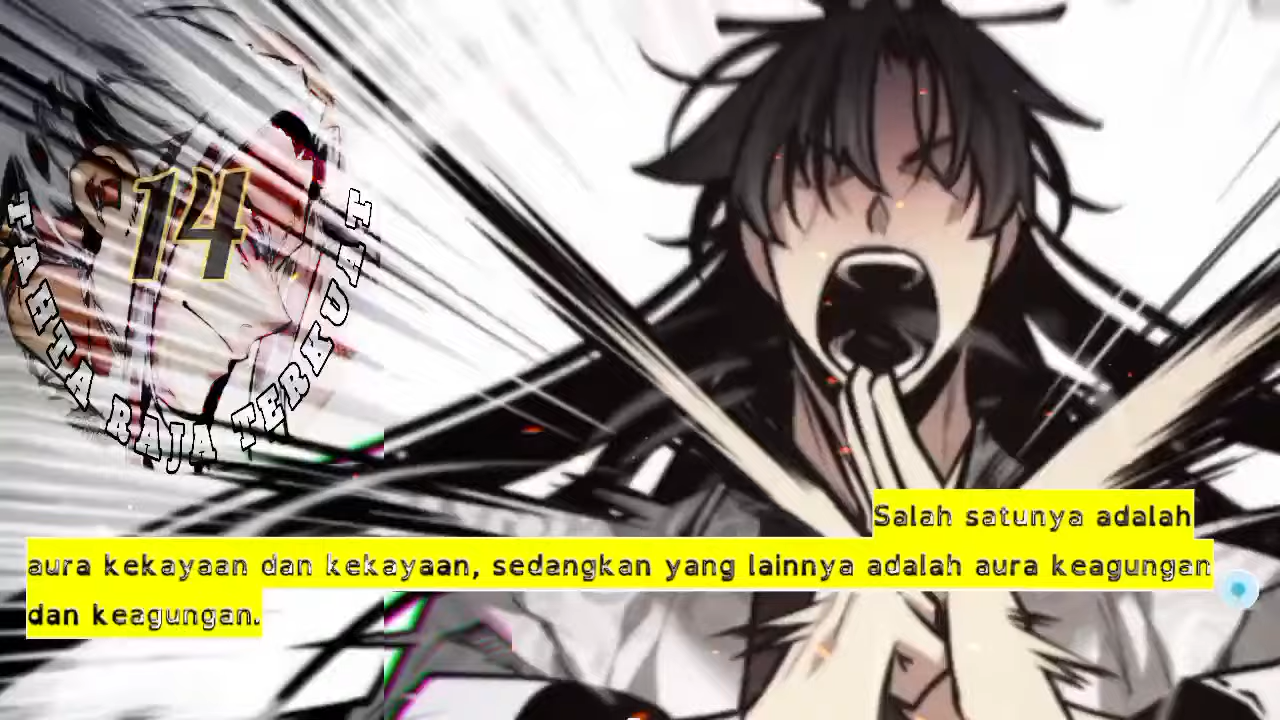 14
TAHTA RAJA TERKUAT
Salah satunya adalah
aura kekayaan dan kekayaan, sedangkan yang lainnya adalah aura keagungan
dan keagungan.